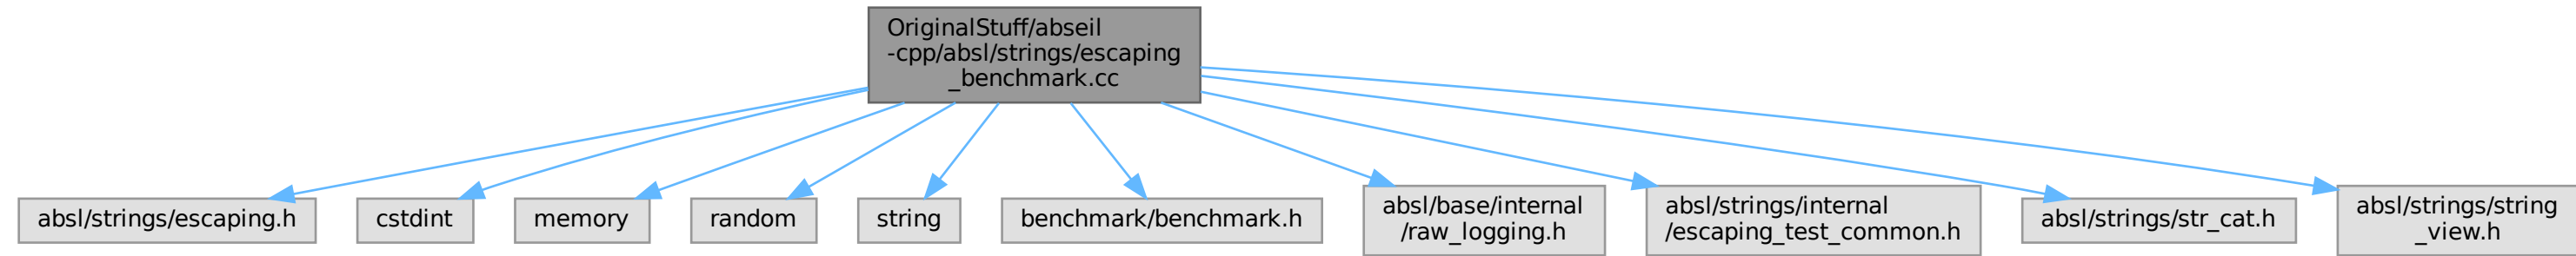 OriginalStuff/abseil
-cpp/absl/strings/escaping
_benchmark.cc
absl/strings/escaping.h
cstdint
memory
random
string
benchmark/benchmark.h
absl/base/internal
/raw_logging.h
absl/strings/internal
/escaping_test_common.h
absl/strings/str_cat.h
absl/strings/string
_view.h